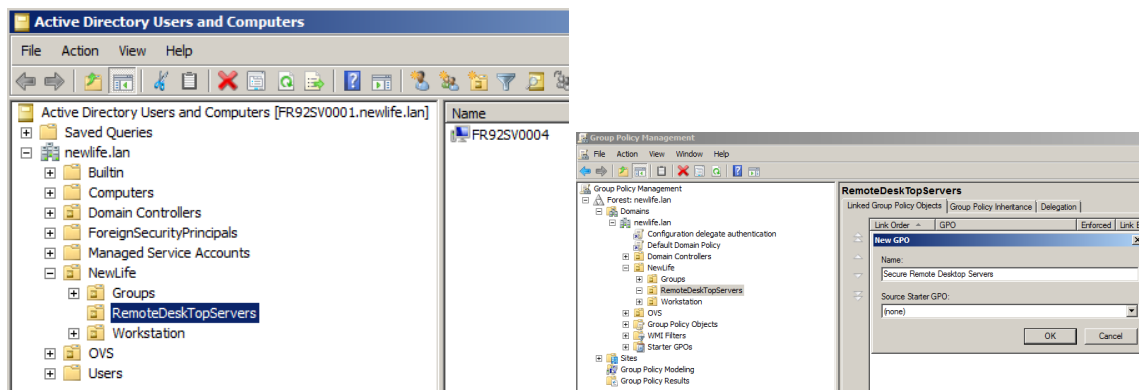 Active Directory Users and Computers
File Action View Help
Active Directory Users and Computers [FR92SV0001.newlife.lan]
Saved Queries
newlife.lan
Builtin
Computers
Domain Controllers
ForeignSecurityPrincipals
Managed Service Accounts
NewLife
Groups
RemoteDeskTopServers
Workstation
OVS
Users
Name
FR92SV0004
Group Policy Management
File Action View Window Help
Group Policy Management
Forest: newlife.lan
Domains
newlife.lan
Configuration delegate authentication
Default Domain Policy
Domain Controllers
NewLife
Groups
RemoteDeskTopServers
Workstation
OVS
Group Policy Objects
WMI Filters
Starter GPOs
Sites
Group Policy Modeling
Group Policy Results
RemoteDeskTopServers
Linked Group Policy Objects Group Policy Inheritance Delegation
Link Order GPO Enforced Link E
New GPO
Name:
Secure Remote Desktop Servers
Source Starter GPO:
(none)
OK Cancel